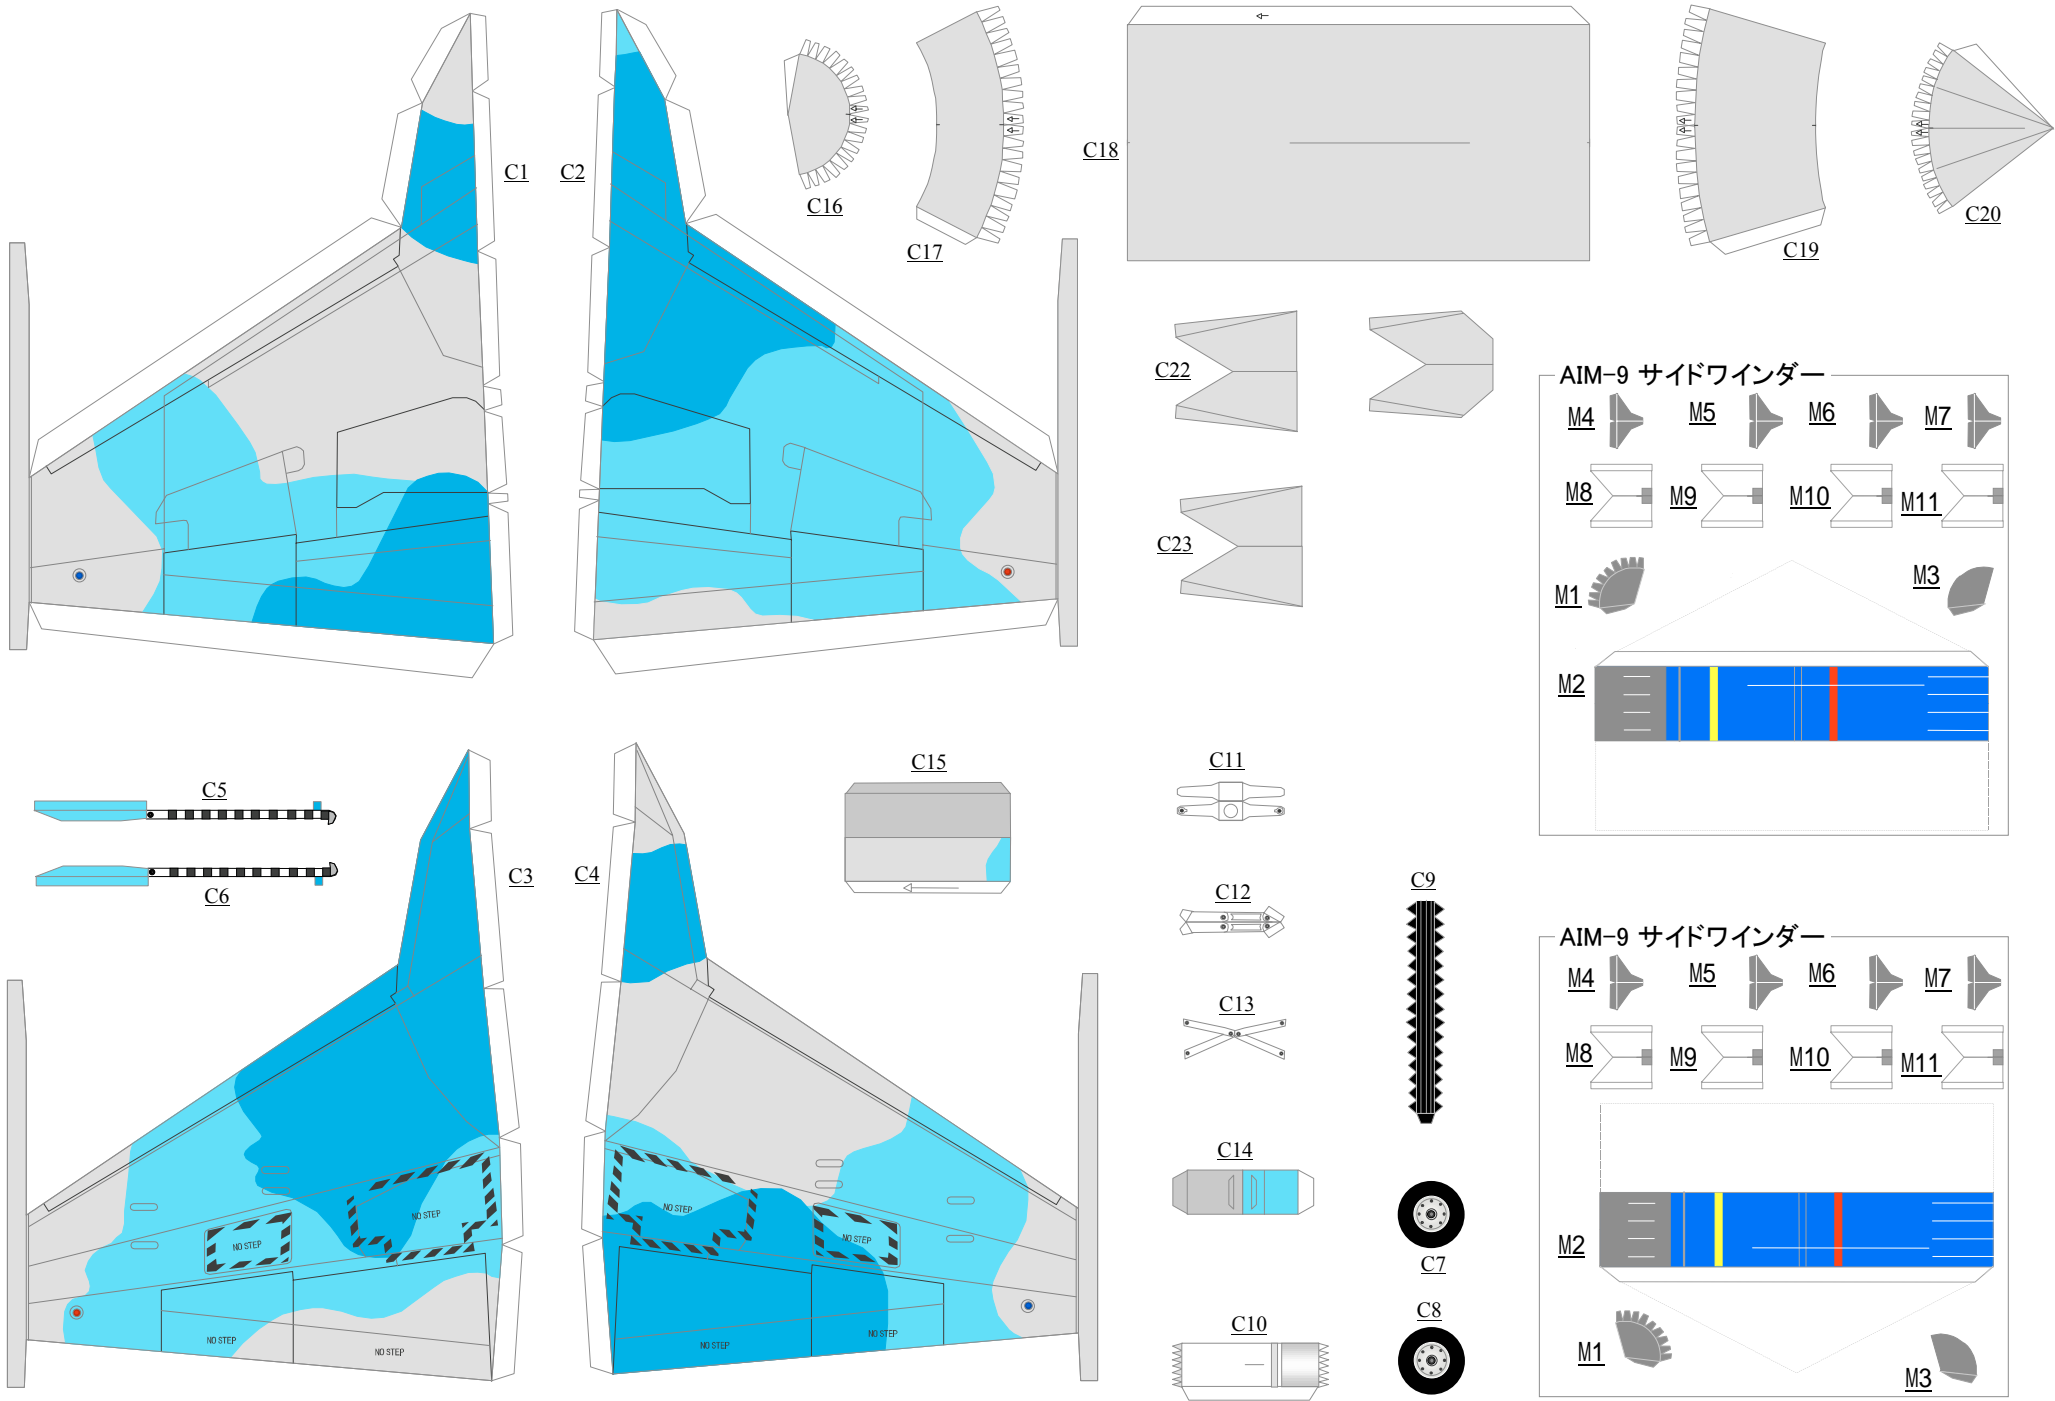 C1
C2
C16
C17
C18
C19
C20
C22
C23
AIM-9 サイドワインダー
M4
M5
M6
M7
M8
M9
M10
M11
M1
M3
M2
C5
C6
C3
C4
NO STEP
NO STEP
NO STEP
NO STEP
NO STEP
NO STEP
NO STEP
NO STEP
C15
C11
C12
C13
C14
C10
C9
C7
C8
AIM-9 サイドワインダー
M4
M5
M6
M7
M8
M9
M10
M11
M2
M1
M3